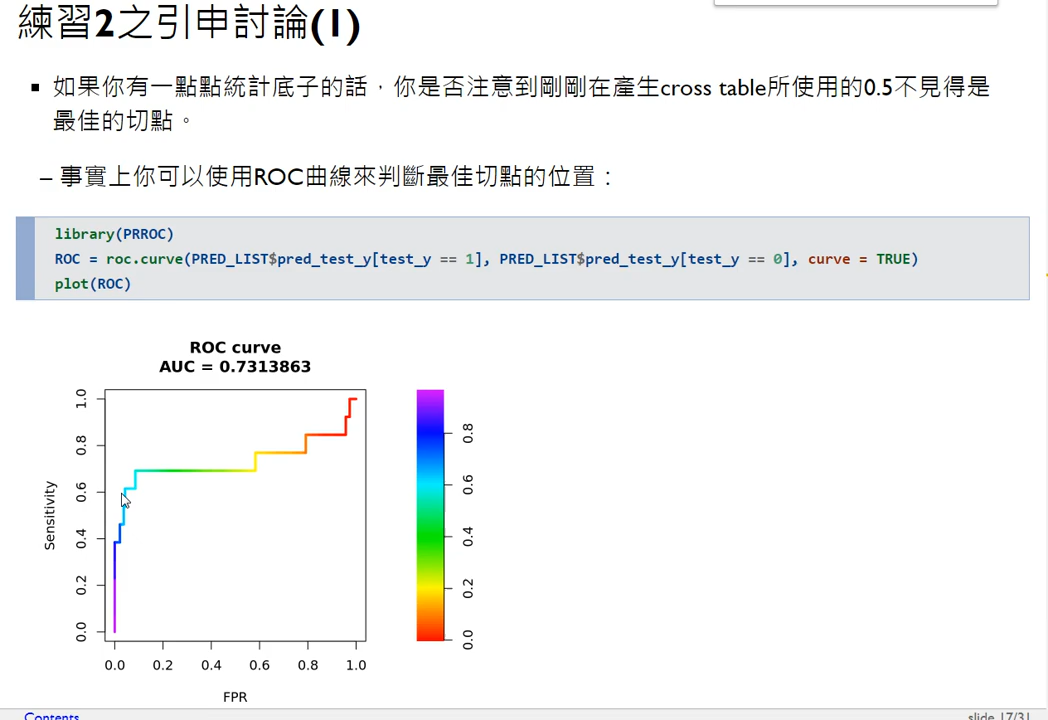 練習2之引申討論(1)
如果你有一點點統計底子的話，你是否注意到剛剛在產生cross table所使用的0.5不見得是
最佳的切點。
– 事實上你可以使用ROC曲線來判斷最佳切點的位置：
library(PRROC)
ROC = roc.curve(PRED_LIST$pred_test_y[test_y == 1], PRED_LIST$pred_test_y[test_y == 0], curve = TRUE)
plot(ROC)
ROC curve
AUC = 0.7313863
Sensitivity
1.0
0.8
0.6
0.4
0.2
0.0
0.0 0.2 0.4 0.6 0.8 1.0
FPR
0.8
0.6
0.4
0.2
0.0
Contents
slide 17/31